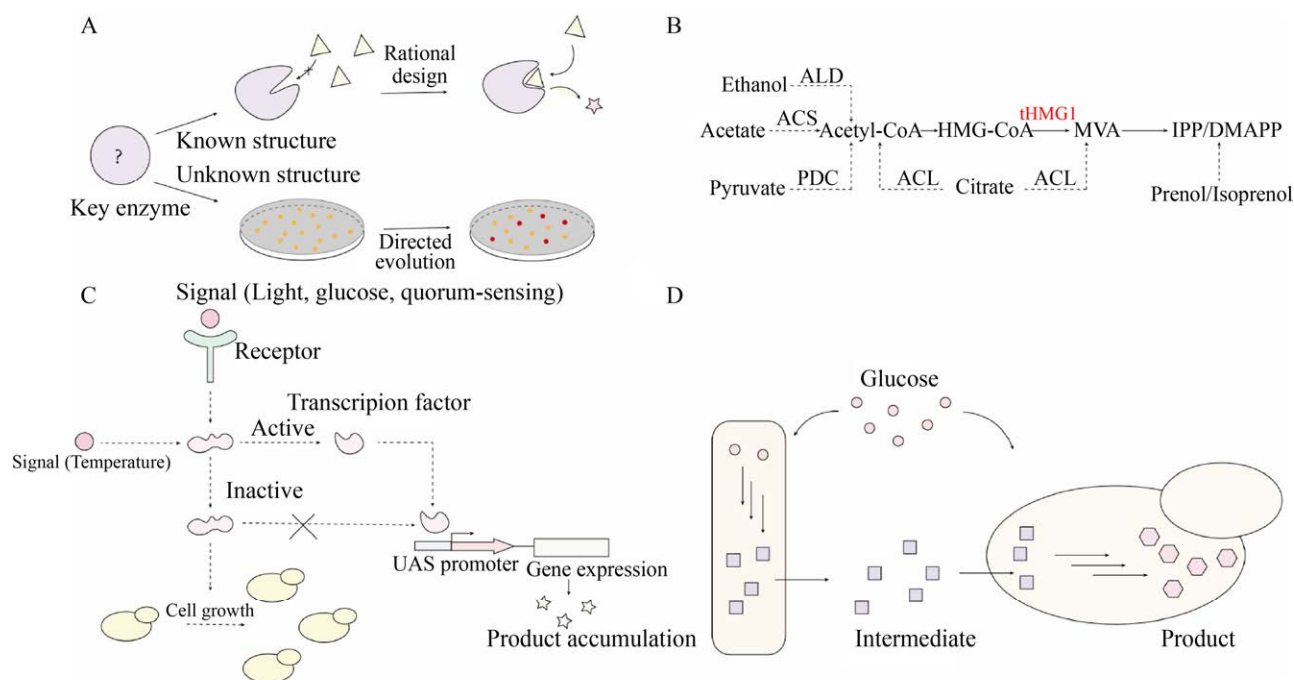 A
Rational
design
Known structure
?
Unknown structure
Key enzyme
Directed
evolution
B
Ethanol
ALD
tHMG1
Acetate
ACS
Acetyl-CoA
HMG-CoA
MVA
IPP/DMAPP
Pyruvate
PDC
ACL
Citrate
ACL
Prenol/Isoprenol
C
Signal (Light, glucose, quorum-sensing)
Receptor
Transcripion factor
Active
Signal (Temperature)
Inactive
UAS promoter
Gene expression
Cell growth
Product accumulation
D
Glucose
Intermediate
Product